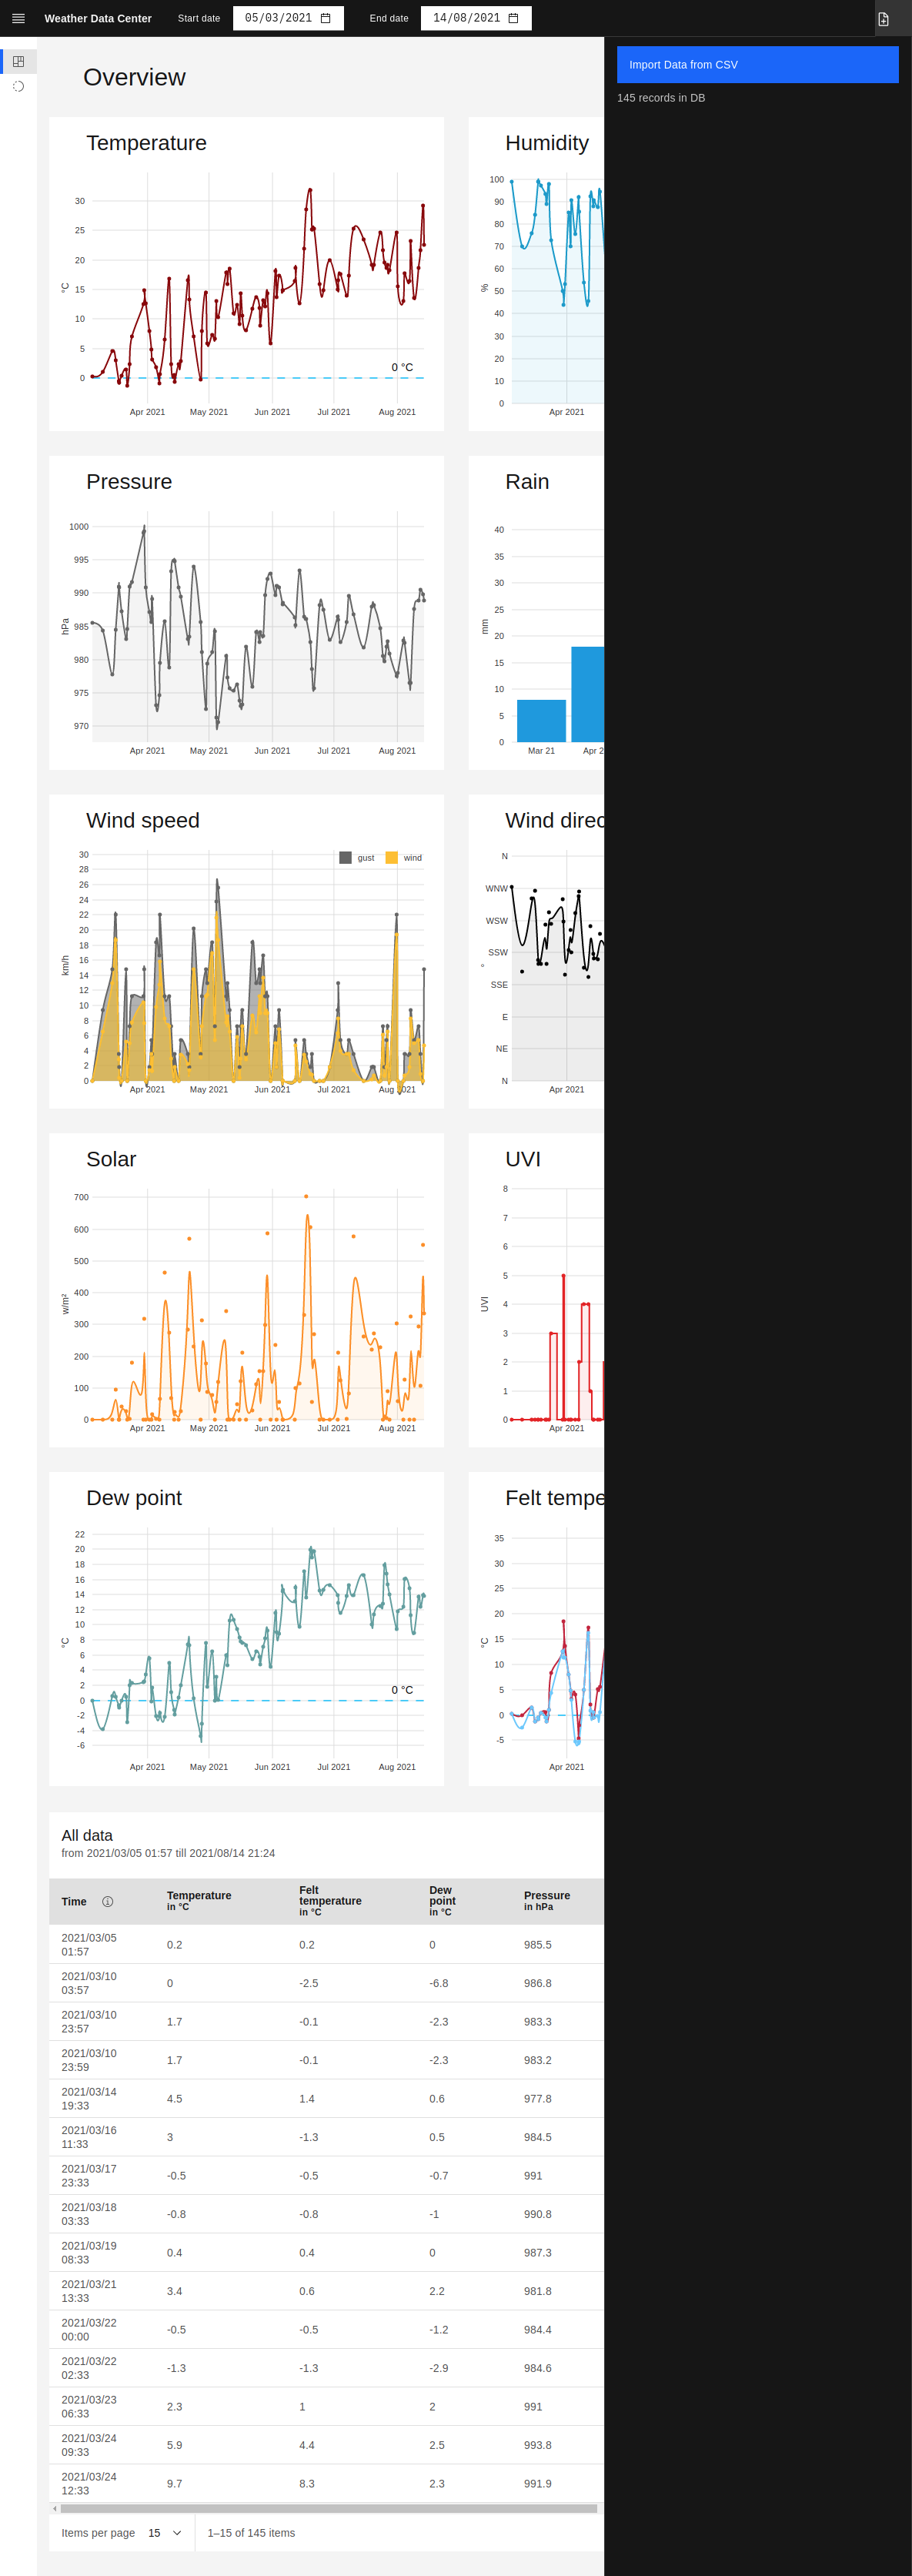 Weather Data Center Start date 05/03/2021 End date 14/08/2021
Import Data from CSV
145 records in DB
Overview
Temperature
°C
30
25
20
15
10
5
0
0 °C
Apr 2021 May 2021 Jun 2021 Jul 2021 Aug 2021
Humidity
%
100
90
80
70
60
50
40
30
20
10
0
Apr 2021
Pressure
hPa
1000
995
990
985
980
975
970
Apr 2021 May 2021 Jun 2021 Jul 2021 Aug 2021
Rain
mm
40
35
30
25
20
15
10
5
0
Mar 21 Apr 2
Wind speed
gust wind
km/h
30
28
26
24
22
20
18
16
14
12
10
8
6
4
2
0
Apr 2021 May 2021 Jun 2021 Jul 2021 Aug 2021
Wind direc
°
N
WNW
WSW
SSW
SSE
E
NE
N
Apr 2021
Solar
w/m²
700
600
500
400
300
200
100
0
Apr 2021 May 2021 Jun 2021 Jul 2021 Aug 2021
UVI
UVI
8
7
6
5
4
3
2
1
0
Apr 2021
Dew point
°C
22
20
18
16
14
12
10
8
6
4
2
0
-2
-4
-6
0 °C
Apr 2021 May 2021 Jun 2021 Jul 2021 Aug 2021
Felt tempe
°C
35
30
25
20
15
10
5
0
-5
Apr 2021
All data
from 2021/03/05 01:57 till 2021/08/14 21:24
Time Temperature in °C Felt temperature in °C Dew point in °C Pressure in hPa
2021/03/05 01:57 0.2 0.2 0 985.5
2021/03/10 03:57 0 -2.5 -6.8 986.8
2021/03/10 23:57 1.7 -0.1 -2.3 983.3
2021/03/10 23:59 1.7 -0.1 -2.3 983.2
2021/03/14 19:33 4.5 1.4 0.6 977.8
2021/03/16 11:33 3 -1.3 0.5 984.5
2021/03/17 23:33 -0.5 -0.5 -0.7 991
2021/03/18 03:33 -0.8 -0.8 -1 990.8
2021/03/19 08:33 0.4 0.4 0 987.3
2021/03/21 13:33 3.4 0.6 2.2 981.8
2021/03/22 00:00 -0.5 -0.5 -1.2 984.4
2021/03/22 02:33 -1.3 -1.3 -2.9 984.6
2021/03/23 06:33 2.3 1 2 991
2021/03/24 09:33 5.9 4.4 2.5 993.8
2021/03/24 12:33 9.7 8.3 2.3 991.9
Items per page 15 1–15 of 145 items